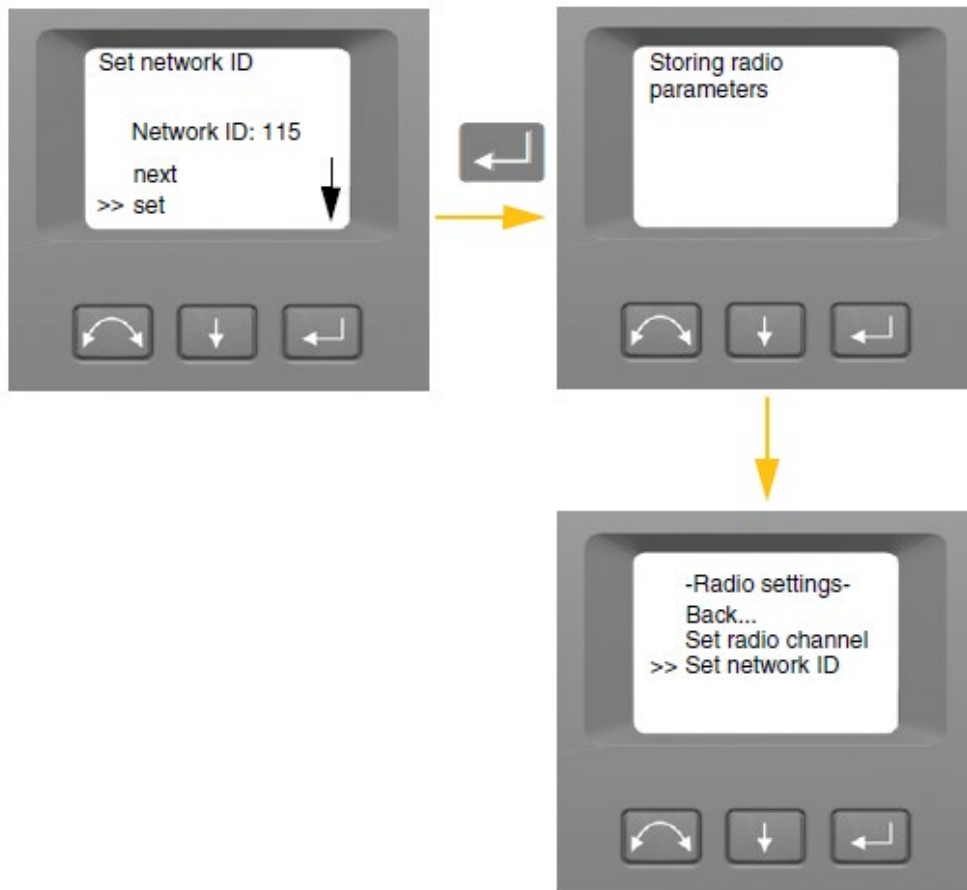 Set network ID
Network ID: 115
next
>> set
Storing radio
parameters
-Radio settings-
Back...
Set radio channel
>> Set network ID